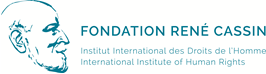 FONDATION RENÉ CASSIN
Institut International des Droits de l'Homme
International Institute of Human Rights